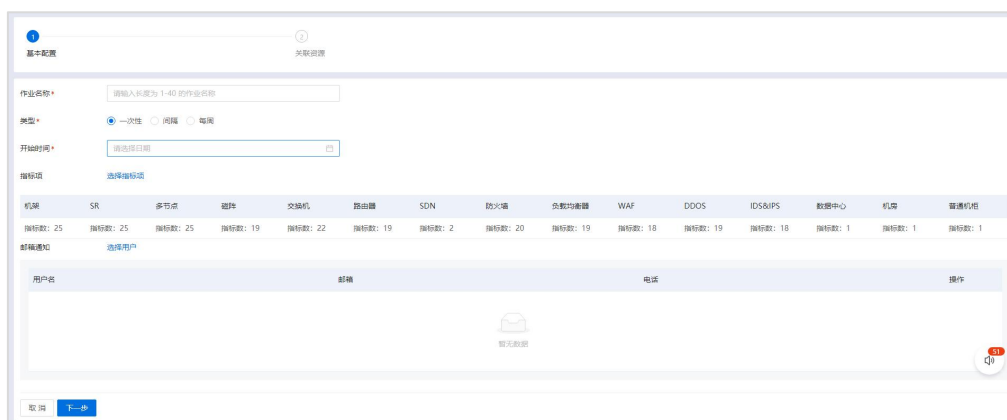 1 2
基本配置 关联资源
作业名称* 请输入长度为 1-40 的作业名称
类型* 一次性 间隔 每周
开始时间* 请选择日期
指标项 选择指标项
机架 SR 多节点 磁阵 交换机 路由器 SDN 防火墙 负载均衡器 WAF DDOS IDS&IPS 数据中心 机房 普通机柜
指标数：25 指标数：25 指标数：25 指标数：19 指标数：22 指标数：19 指标数：2 指标数：20 指标数：19 指标数：18 指标数：19 指标数：18 指标数：1 指标数：1 指标数：1
邮箱通知 选择用户
用户名 邮箱 电话 操作
暂无数据
51
取 消 下一步